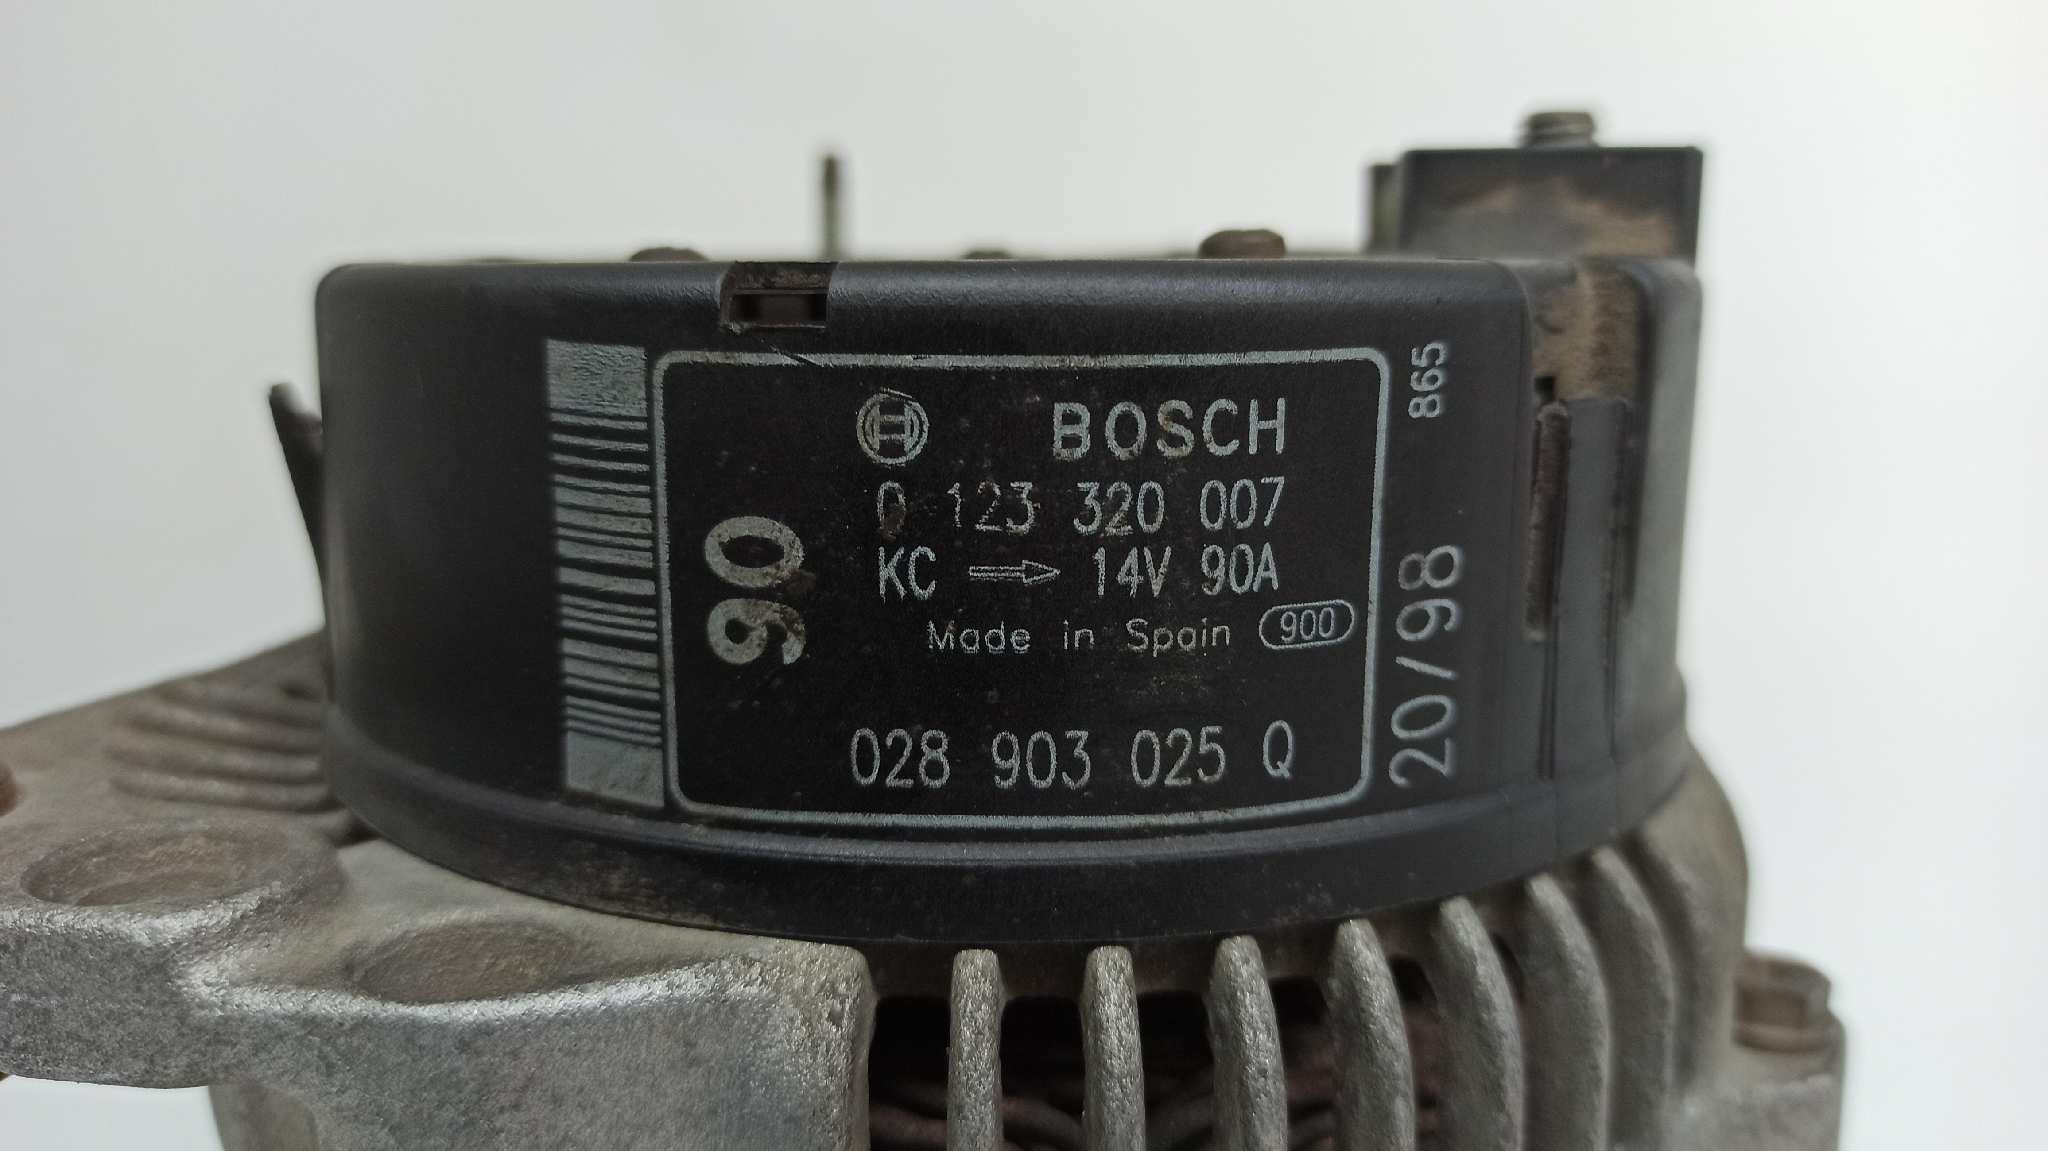 BOSCH
0 123 320 007
KC → 14V 90A
Made in Spain 900
028 903 025 Q
90
865
20/98